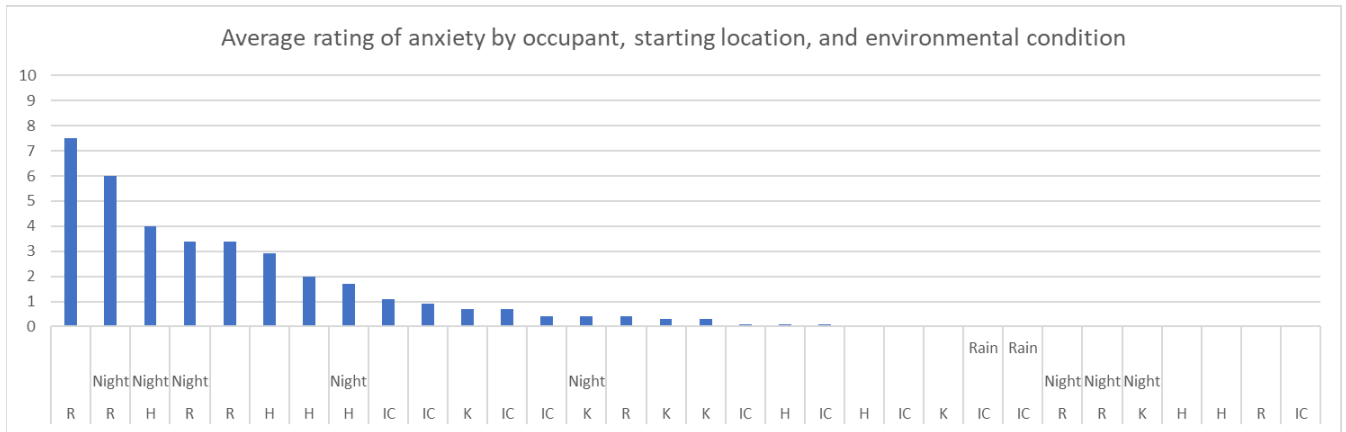 Average rating of anxiety by occupant, starting location, and environmental condition
10
9
8
7
6
5
4
3
2
1
0
Rain Rain
Night Night Night Night Night Night Night Night
R R H R R H H H IC IC K IC IC K R K K IC H IC H IC K IC IC R R K H H R IC